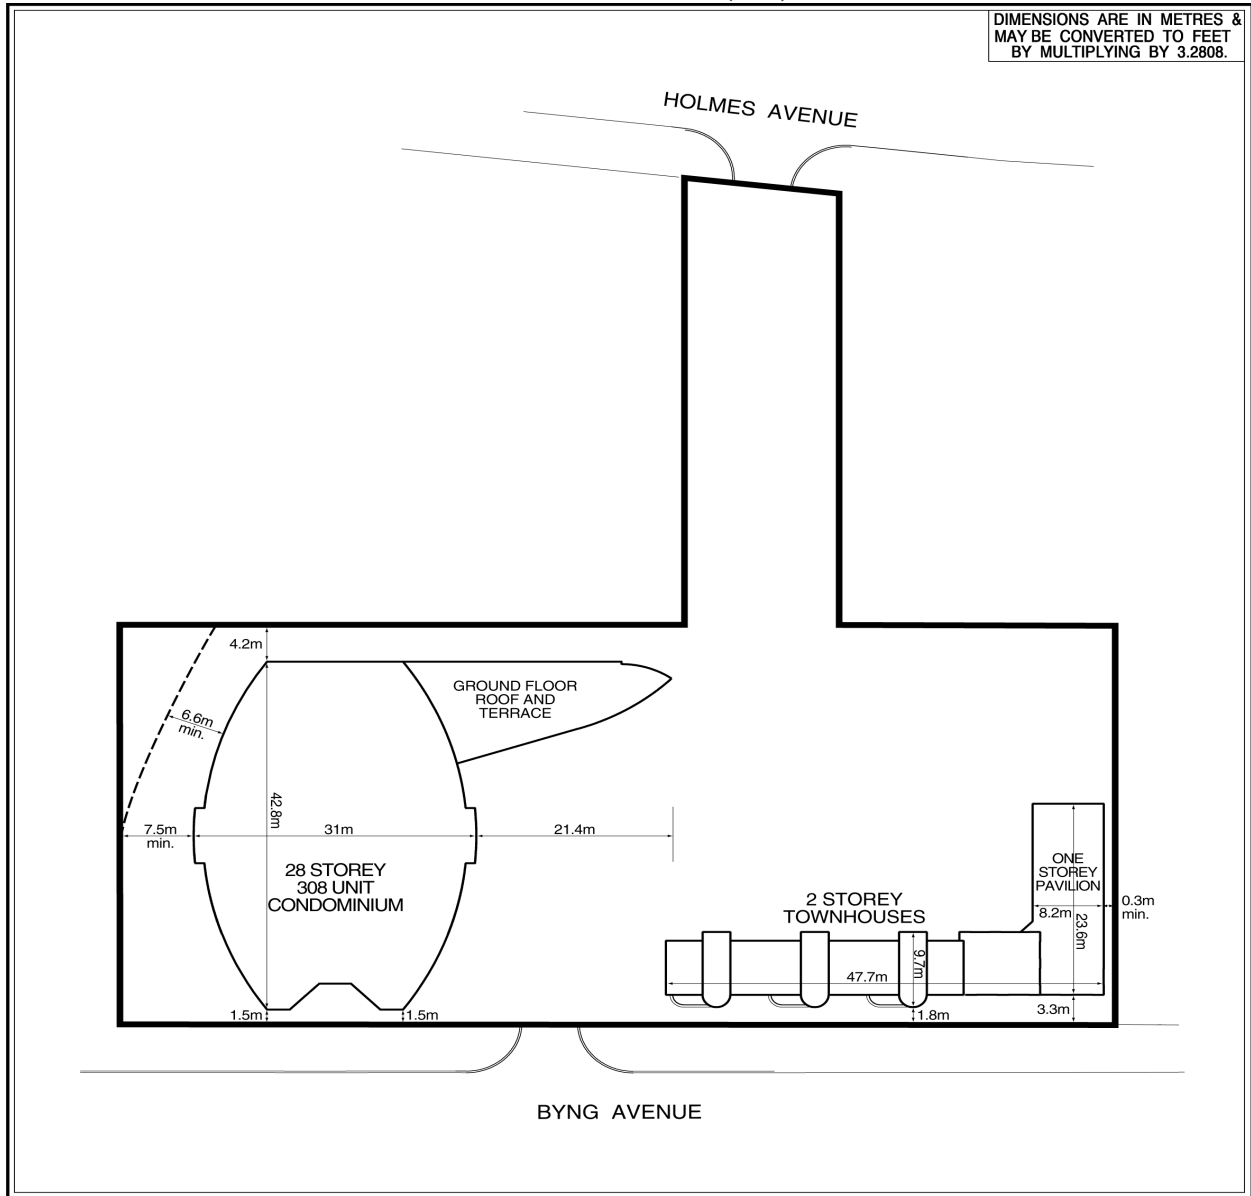 DIMENSIONS ARE IN METRES &
MAY BE CONVERTED TO FEET
BY MULTIPLYING BY 3.2808.
HOLMES AVENUE
4.2m
GROUND FLOOR
ROOF AND
TERRACE
6.6m
min.
42.8m
7.5m
min.
31m
21.4m
28 STOREY
308 UNIT
CONDOMINIUM
ONE
STOREY
PAVILION
2 STOREY
TOWNHOUSES
8.2m
23.6m
0.3m
min.
9.7m
47.7m
1.5m
1.5m
1.8m
3.3m
BYNG AVENUE